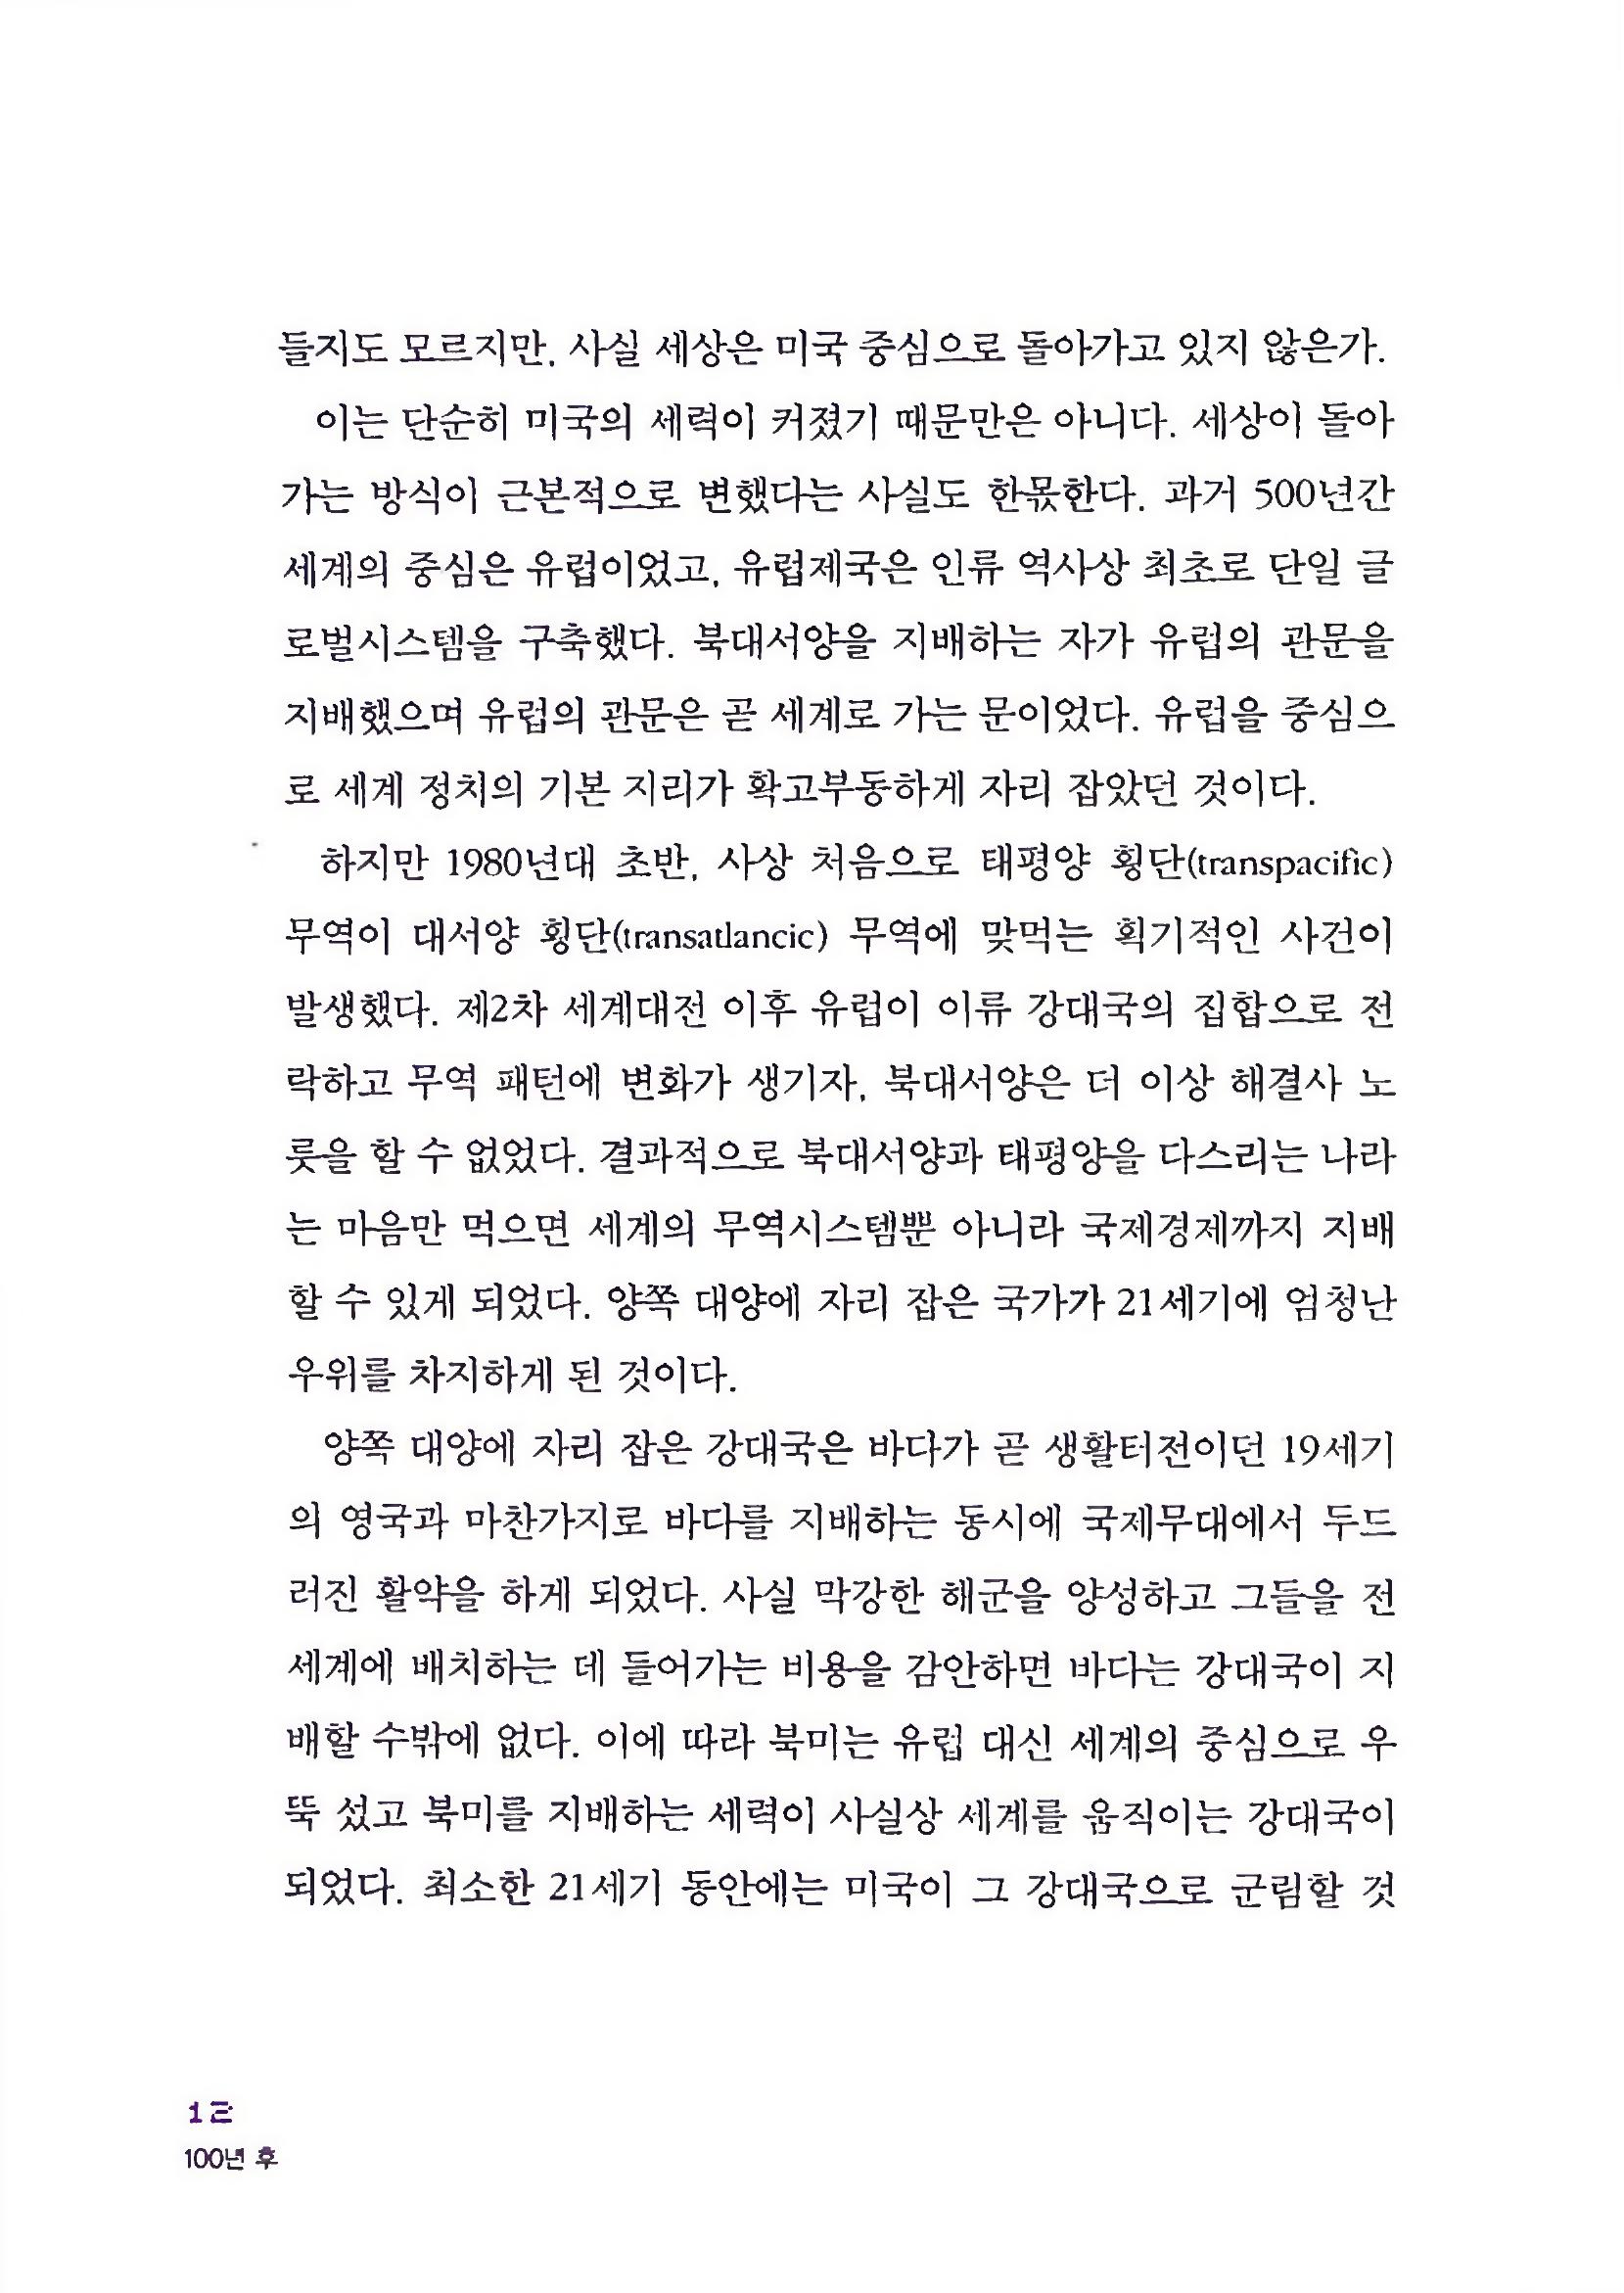 들지도 모르지만, 사실 세상은 미국 중심으로 돌아가고 있지 않은가.
이는 단순히 미국의 세력이 커졌기 때문만은 아니다. 세상이 돌아
가는 방식이 근본적으로 변했다는 사실도 한몫한다. 과거 500년간
세계의 중심은 유럽이었고, 유럽제국은 인류 역사상 최초로 단일 글
로벌시스템을 구축했다. 북대서양을 지배하는 자가 유럽의 관문을
지배했으며 유럽의 관문은 곧 세계로 가는 문이었다. 유럽을 중심으
로 세계 정치의 기본 지리가 확고부동하게 자리 잡았던 것이다.
하지만 1980년대 초반, 사상 처음으로 태평양 횡단(transpacific)
무역이 대서양 횡단(transatlancic) 무역에 맞먹는 획기적인 사건이
발생했다. 제2차 세계대전 이후 유럽이 이류 강대국의 집합으로 전
락하고 무역 패턴에 변화가 생기자, 북대서양은 더 이상 해결사 노
릇을 할 수 없었다. 결과적으로 북대서양과 태평양을 다스리는 나라
는 마음만 먹으면 세계의 무역시스템뿐 아니라 국제경제까지 지배
할 수 있게 되었다. 양쪽 대양에 자리 잡은 국가가 21세기에 엄청난
우위를 차지하게 된 것이다.
양쪽 대양에 자리 잡은 강대국은 바다가 곧 생활터전이던 19세기
의 영국과 마찬가지로 바다를 지배하는 동시에 국제무대에서 두드
러진 활약을 하게 되었다. 사실 막강한 해군을 양성하고 그들을 전
세계에 배치하는 데 들어가는 비용을 감안하면 바다는 강대국이 지
배할 수밖에 없다. 이에 따라 북미는 유럽 대신 세계의 중심으로 우
뚝 섰고 북미를 지배하는 세력이 사실상 세계를 움직이는 강대국이
되었다. 최소한 21세기 동안에는 미국이 그 강대국으로 군림할 것
100년 후